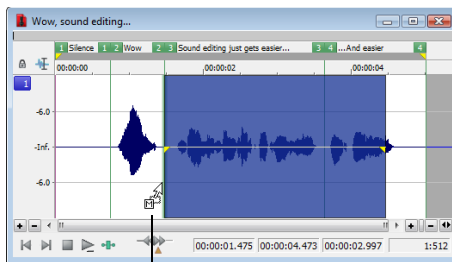 Wow, sound editing...
1 Silence 1 2 Wow 2 3 Sound editing just gets easier... 3 4 ...And easier 4
00:00:00 ,00:00:02 ,00:00:04
1
-6.0
-Inf.
-6.0
M
00:00:01.475 00:00:04.473 00:00:02.997 1:512